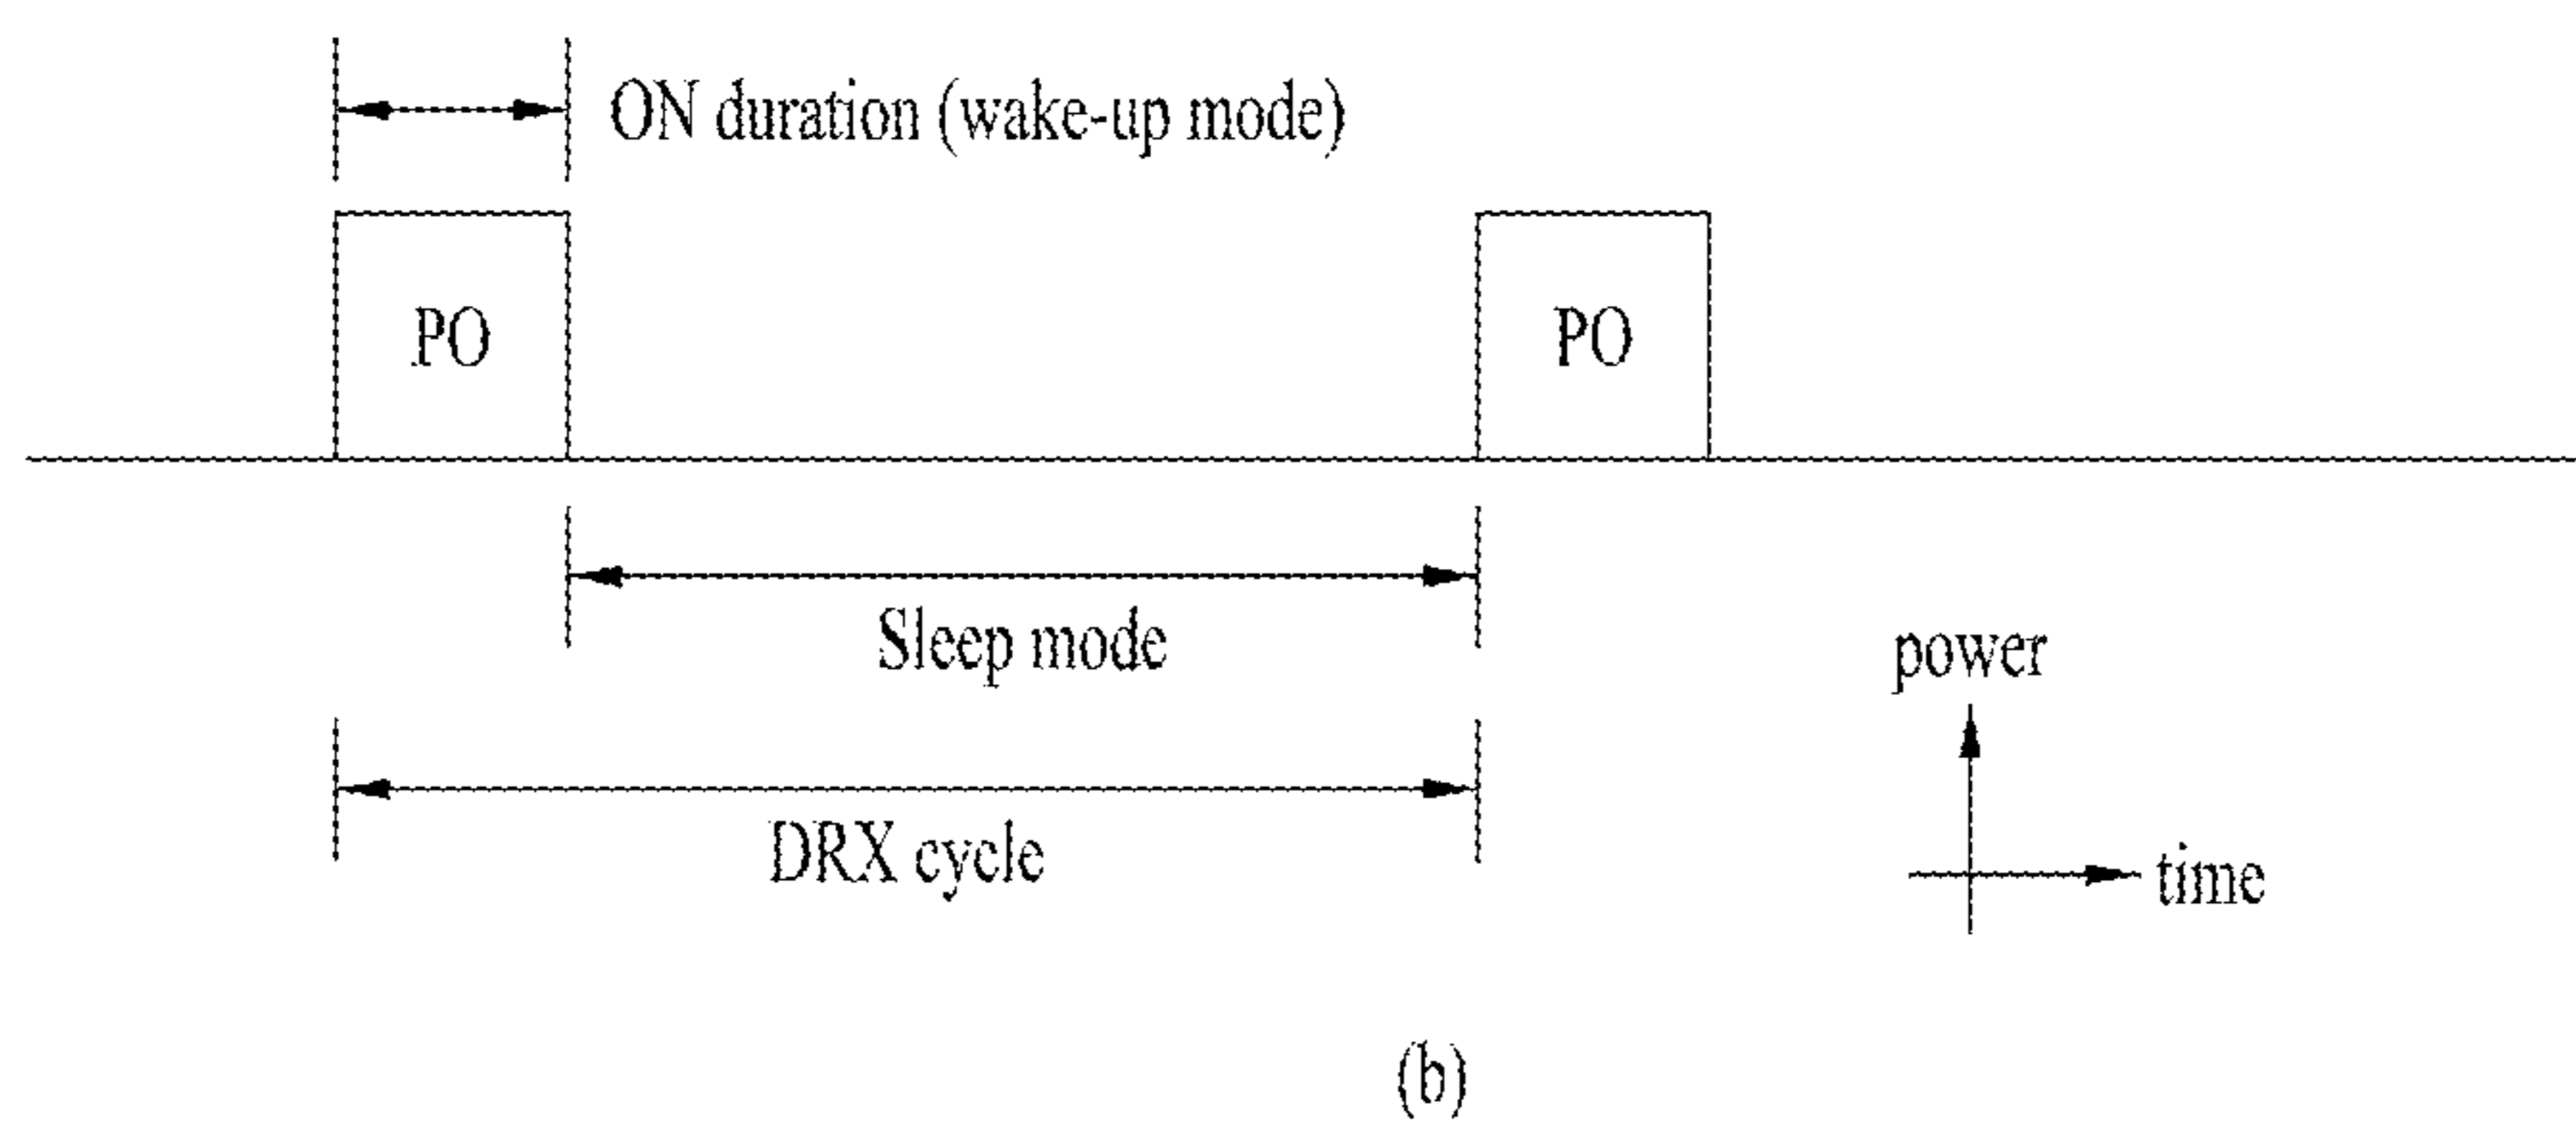 ON duration (wake-up mode)
PO
PO
Sleep mode
power
DRX cycle
time
(b)